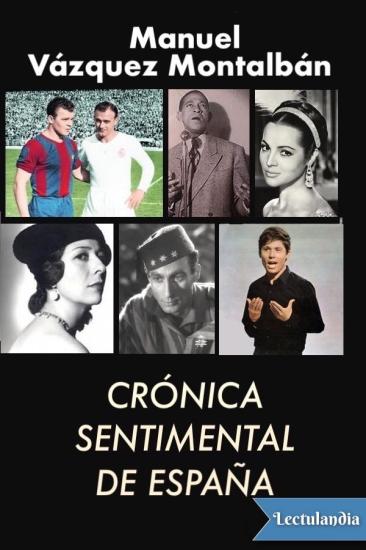 Manuel
Vázquez Montalbán
CRÓNICA
SENTIMENTAL
DE ESPAÑA
Lectulandia